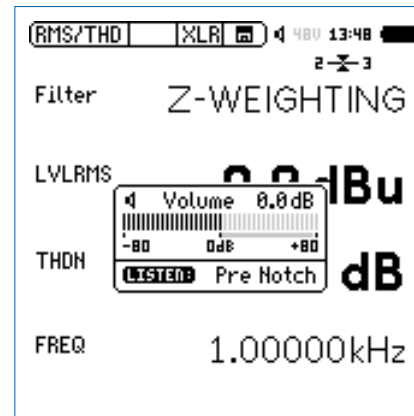 RMS/THD XLR 48V 13:48
2 3
Filter Z-WEIGHTING
LVLRMS dBu
Volume 0.0dB
-80 0dB +80
LISTEN: Pre Notch
THDN dB
FREQ 1.00000kHz